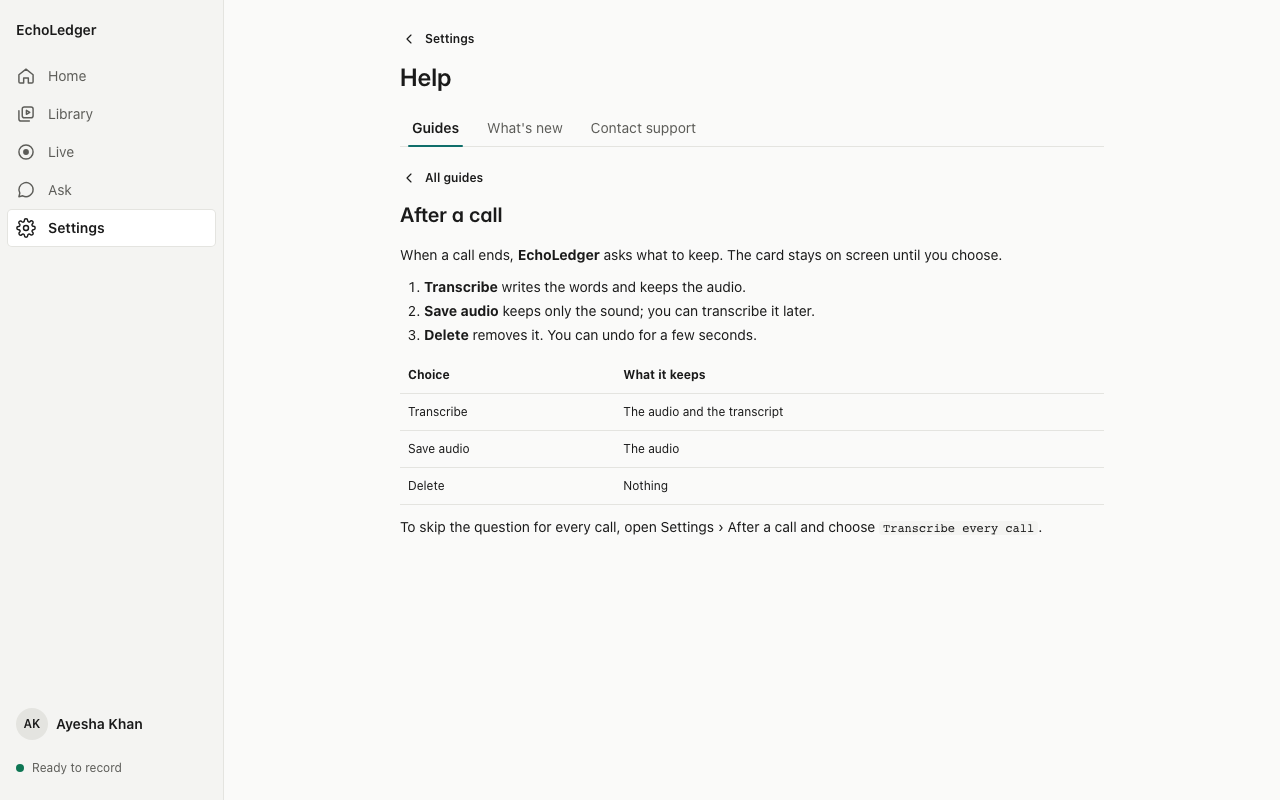 EchoLedger
Home
Library
Live
Ask
Settings
AK
Ayesha Khan
Ready to record
Settings
Help
Guides
What's new
Contact support
All guides
After a call
When a call ends, EchoLedger asks what to keep. The card stays on screen until you choose.
1. Transcribe writes the words and keeps the audio.
2. Save audio keeps only the sound; you can transcribe it later.
3. Delete removes it. You can undo for a few seconds.
Choice What it keeps
Transcribe The audio and the transcript
Save audio The audio
Delete Nothing
To skip the question for every call, open Settings › After a call and choose Transcribe every call.